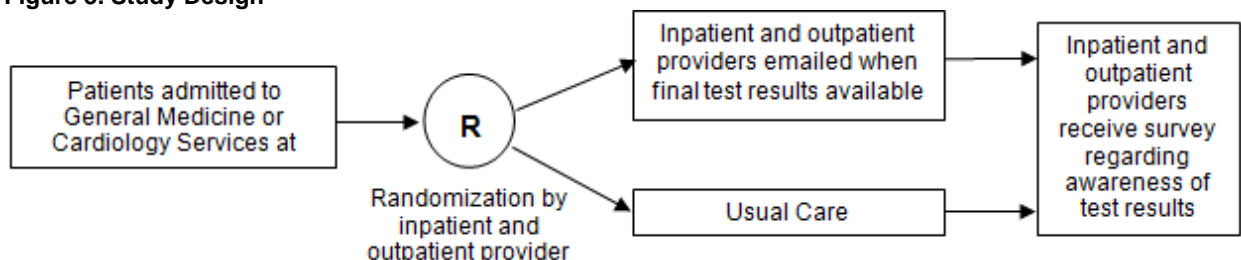 Figure 3. Study Design
Patients admitted to
General Medicine or
Cardiology Services at
R
Randomization by
inpatient and
outpatient provider
Inpatient and outpatient
providers emailed when
final test results available
Usual Care
Inpatient and
outpatient
providers
receive survey
regarding
awareness of
test results